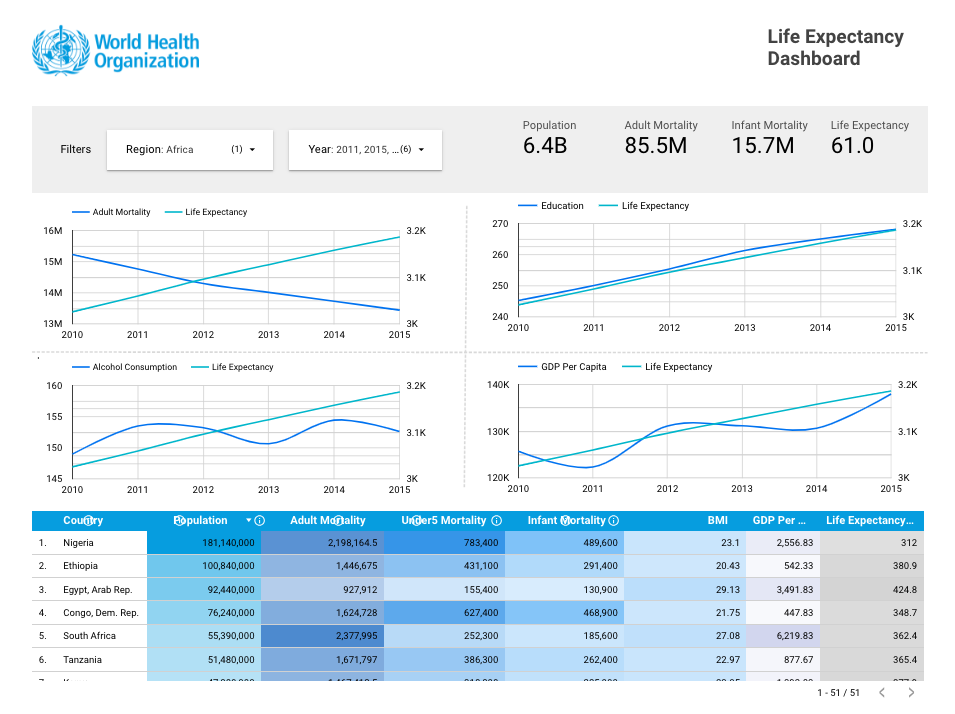 World Health
Organization
Life Expectancy
Dashboard
Filters
Region: Africa (1)
Year: 2011, 2015, ...(6)
Population
6.4B
Adult Mortality
85.5M
Infant Mortality
15.7M
Life Expectancy
61.0
Adult Mortality Life Expectancy
16M
15M
14M
13M
3.2K
3.1K
3K
2010 2011 2012 2013 2014 2015
Education Life Expectancy
270
260
250
240
3.2K
3.1K
3K
2010 2011 2012 2013 2014 2015
Alcohol Consumption Life Expectancy
160
155
150
145
3.2K
3.1K
3K
2010 2011 2012 2013 2014 2015
GDP Per Capita Life Expectancy
140K
130K
120K
3.2K
3.1K
3K
2010 2011 2012 2013 2014 2015
Country Population Adult Mortality Under5 Mortality Infant Mortality BMI GDP Per ... Life Expectancy...
1. Nigeria 181,140,000 2,198,164.5 783,400 489,600 23.1 2,556.83 312
2. Ethiopia 100,840,000 1,446,675 431,100 291,400 20.43 542.33 380.9
3. Egypt, Arab Rep. 92,440,000 927,912 155,400 130,900 29.13 3,491.83 424.8
4. Congo, Dem. Rep. 76,240,000 1,624,728 627,400 468,900 21.75 447.83 348.7
5. South Africa 55,390,000 2,377,995 252,300 185,600 27.08 6,219.83 362.4
6. Tanzania 51,480,000 1,671,797 386,300 262,400 22.97 877.67 365.4
1 - 51 / 51